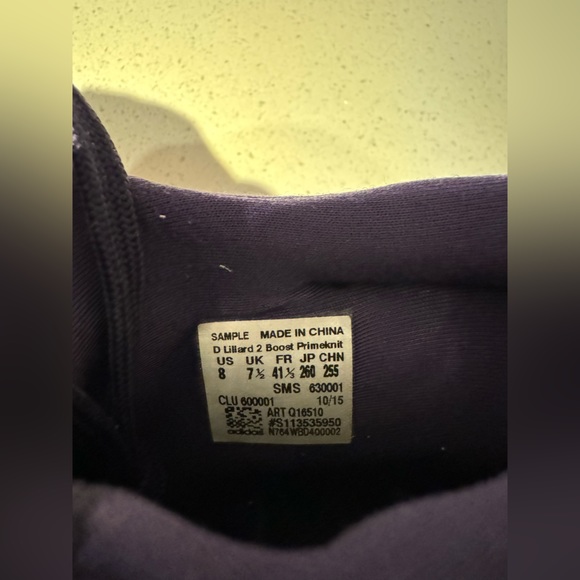 SAMPLE MADE IN CHINA
D Lillard 2 Boost Primeknit
US UK FR JP CHN
8 7½ 41⅓ 260 255
SMS 630001
CLU 600001 10/15
ART Q16510
#S113535950
adidas N764WBD400002